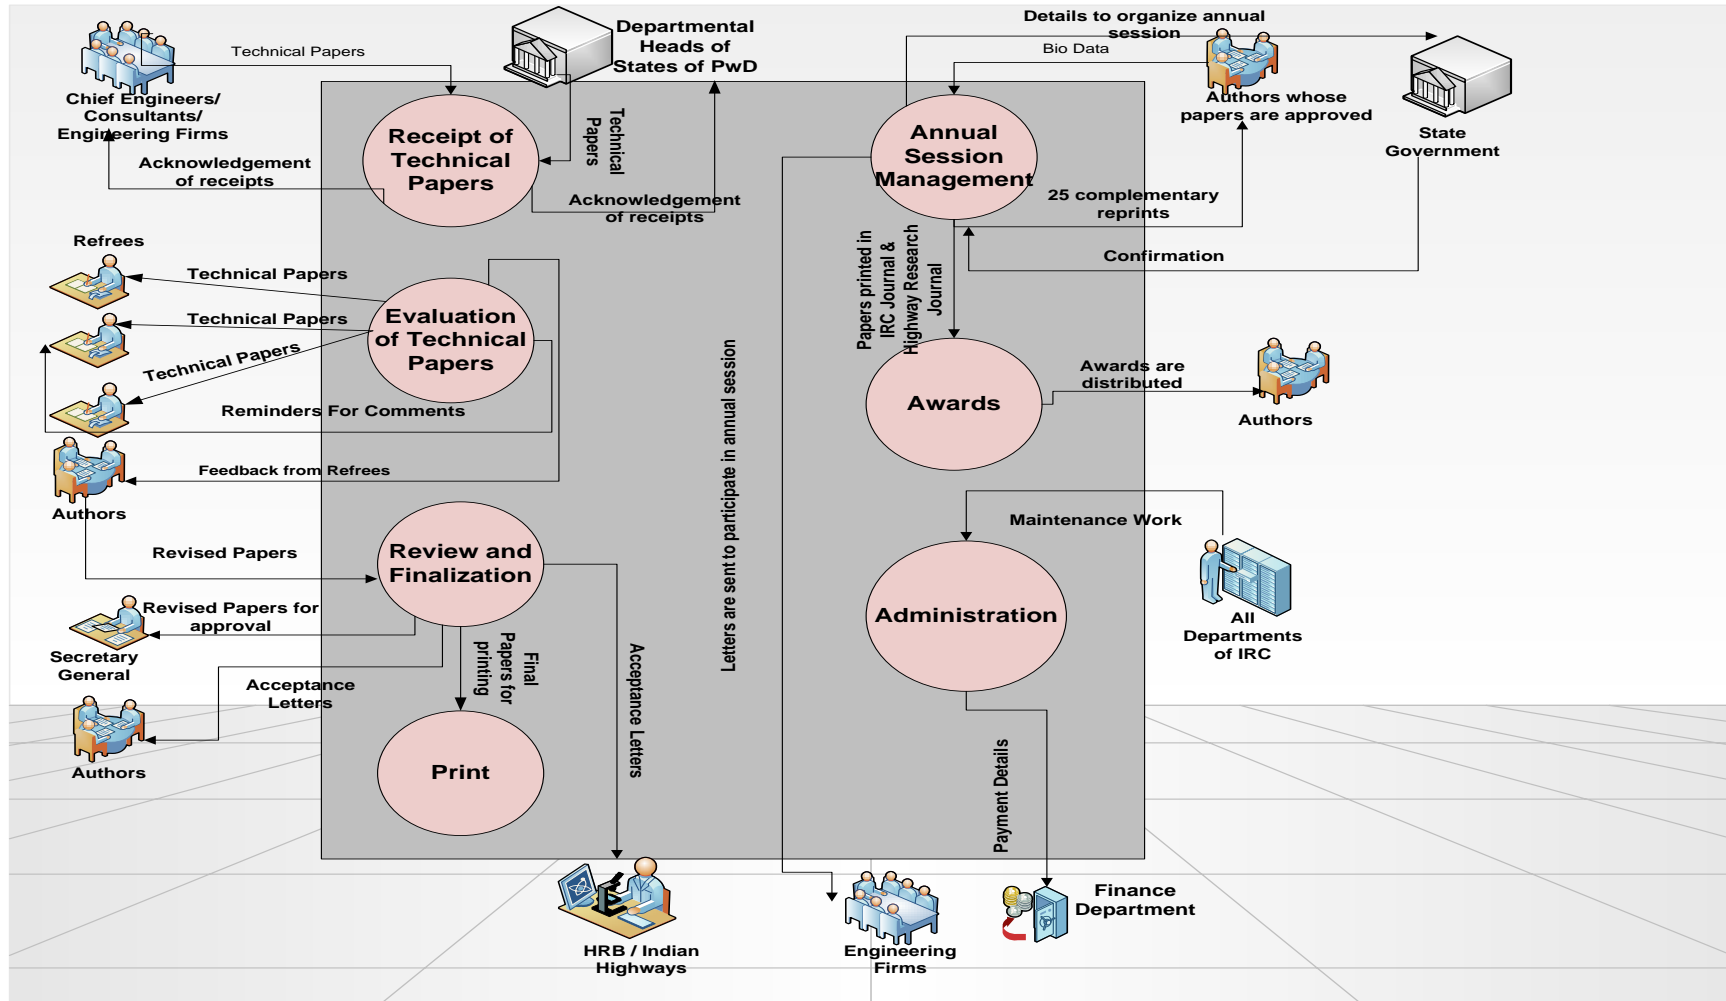 Technical Papers
Departmental
Heads of
States of PwD
Details to organize annual
session
Bio Data
Chief Engineers/
Consultants/
Engineering Firms
Receipt of
Technical
Papers
Technical
Papers
Annual
Session
Management
Authors whose
papers are approved
State
Government
Acknowledgement
of receipts
Acknowledgement
of receipts
25 complementary
reprints
Confirmation
Refrees
Technical Papers
Technical Papers
Technical Papers
Evaluation
of Technical
Papers
Papers printed in
IRC Journal &
Highway Research
Journal
Letters are sent to participate in annual session
Awards
Awards are
distributed
Authors
Reminders For Comments
Feedback from Refrees
Authors
Revised Papers
Review and
Finalization
Maintenance Work
Administration
All
Departments
of IRC
Revised Papers for
approval
Secretary
General
Final
Papers for
printing
Acceptance Letters
Acceptance
Letters
Authors
Print
Payment Details
HRB / Indian
Highways
Engineering
Firms
Finance
Department